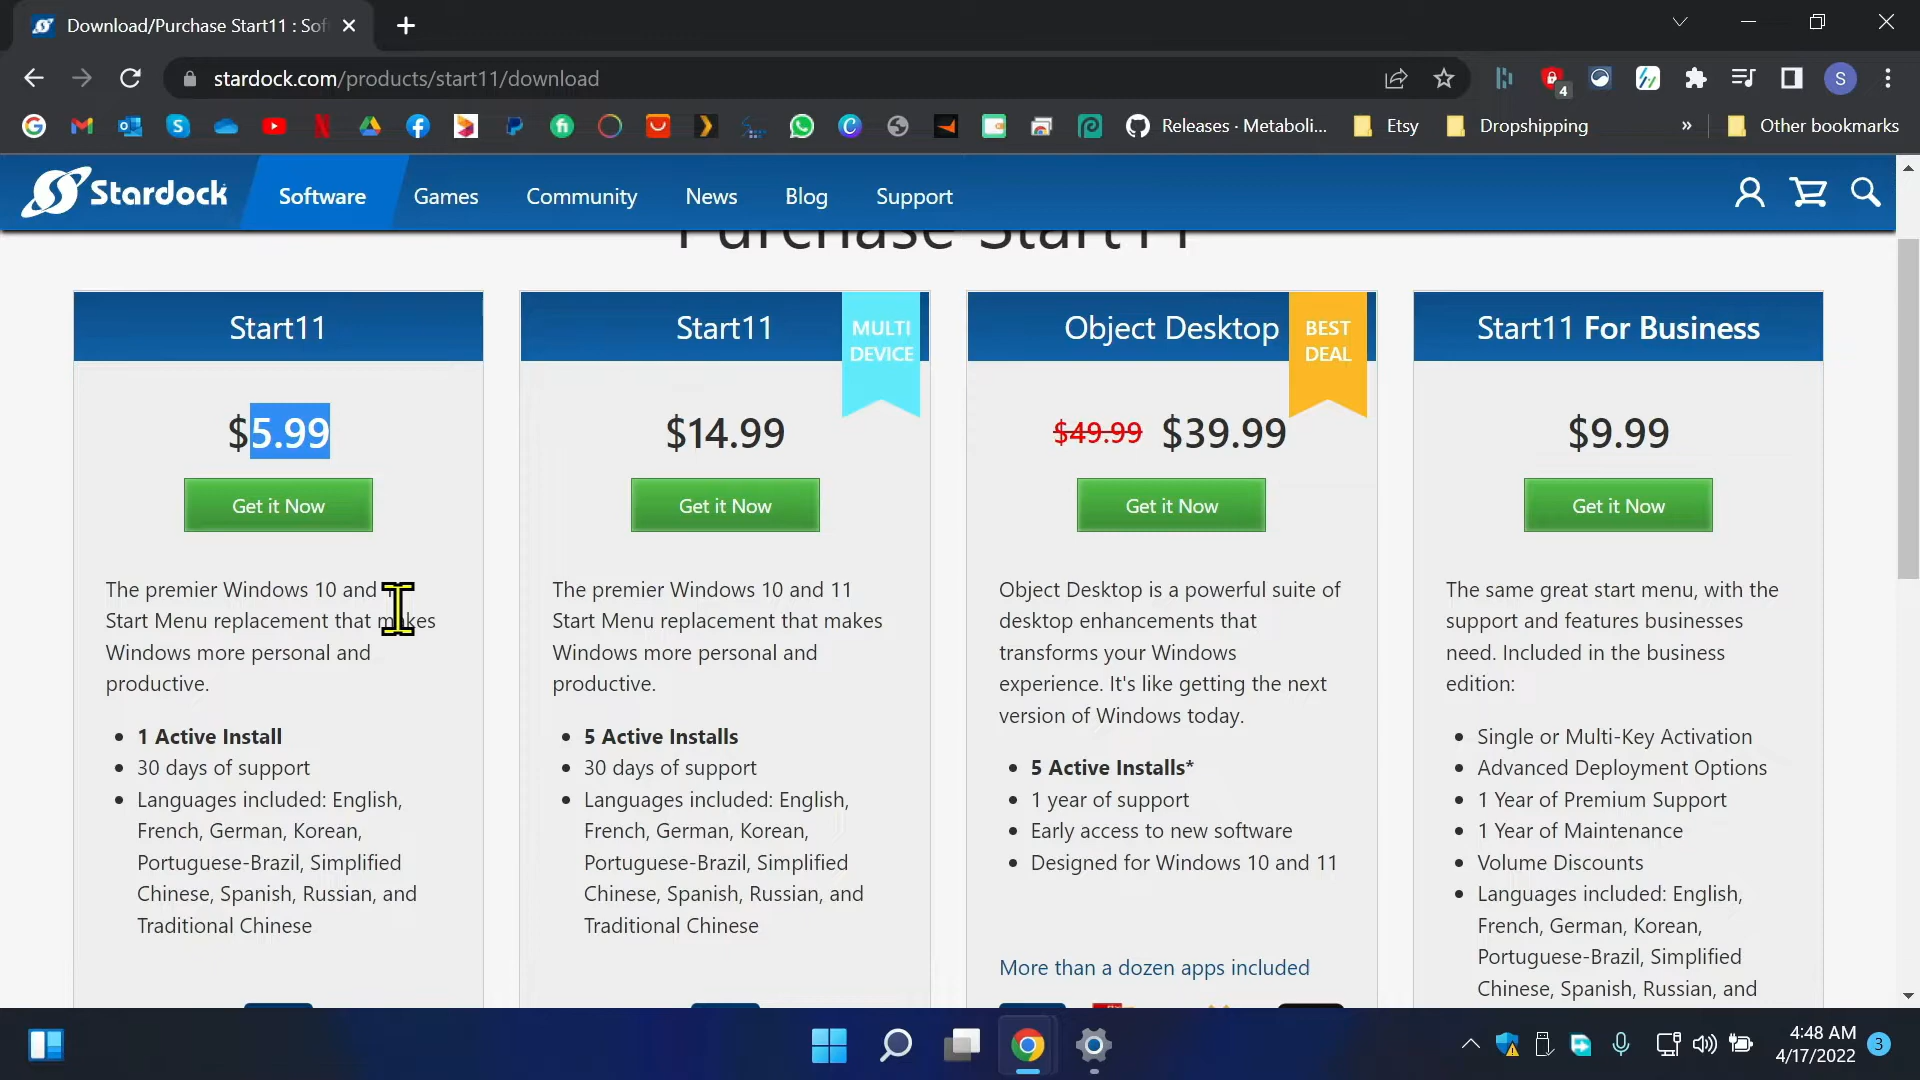 Download/Purchase Start11 : Sof
stardock.com/products/start11/download
S
4
Releases · Metaboli...
Etsy
Dropshipping
»
Other bookmarks
Stardock
Software
Games
Community
News
Blog
Support
Purchase Start11
Start11
$5.99
Get it Now
The premier Windows 10 and
Start Menu replacement that makes
Windows more personal and
productive.
• 1 Active Install
• 30 days of support
• Languages included: English,
French, German, Korean,
Portuguese-Brazil, Simplified
Chinese, Spanish, Russian, and
Traditional Chinese
Start11
MULTI
DEVICE
$14.99
Get it Now
The premier Windows 10 and 11
Start Menu replacement that makes
Windows more personal and
productive.
• 5 Active Installs
• 30 days of support
• Languages included: English,
French, German, Korean,
Portuguese-Brazil, Simplified
Chinese, Spanish, Russian, and
Traditional Chinese
Object Desktop
BEST
DEAL
$49.99 $39.99
Get it Now
Object Desktop is a powerful suite of
desktop enhancements that
transforms your Windows
experience. It's like getting the next
version of Windows today.
• 5 Active Installs*
• 1 year of support
• Early access to new software
• Designed for Windows 10 and 11
More than a dozen apps included
Start11 For Business
$9.99
Get it Now
The same great start menu, with the
support and features businesses
need. Included in the business
edition:
• Single or Multi-Key Activation
• Advanced Deployment Options
• 1 Year of Premium Support
• 1 Year of Maintenance
• Volume Discounts
• Languages included: English,
French, German, Korean,
Portuguese-Brazil, Simplified
Chinese, Spanish, Russian, and
4:48 AM
4/17/2022
3